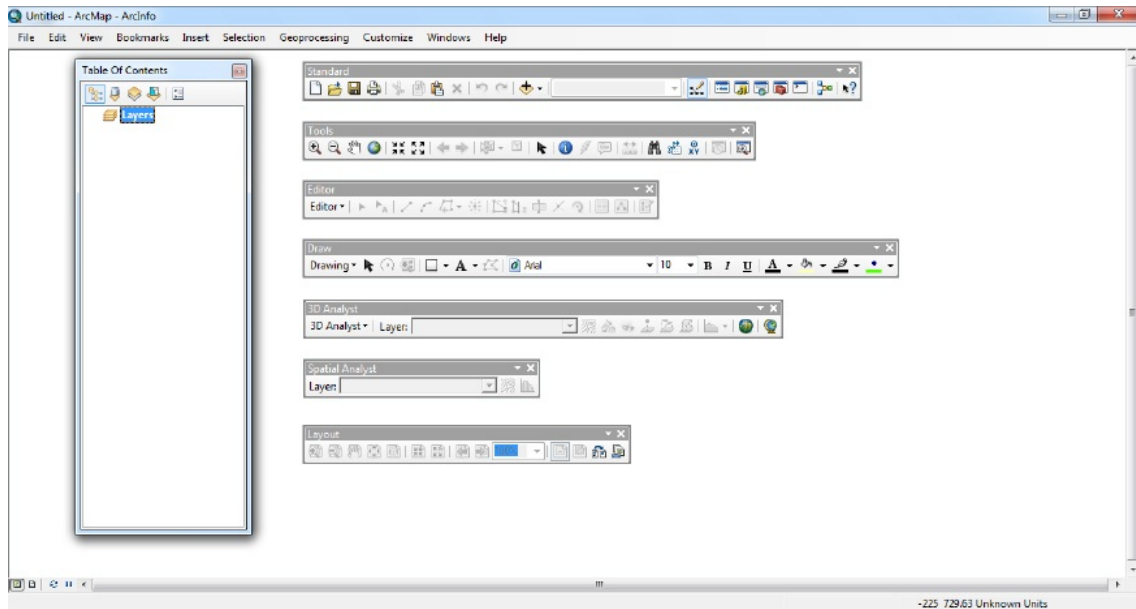 Untitled - ArcMap - ArcInfo
File Edit View Bookmarks Insert Selection Geoprocessing Customize Windows Help
Table Of Contents
Layers
Standard
Tools
Editor
Editor
Draw
Drawing A Arial 10 B I U A
3D Analyst
3D Analyst Layer:
Spatial Analyst
Layer:
Layout
-225 729.63 Unknown Units